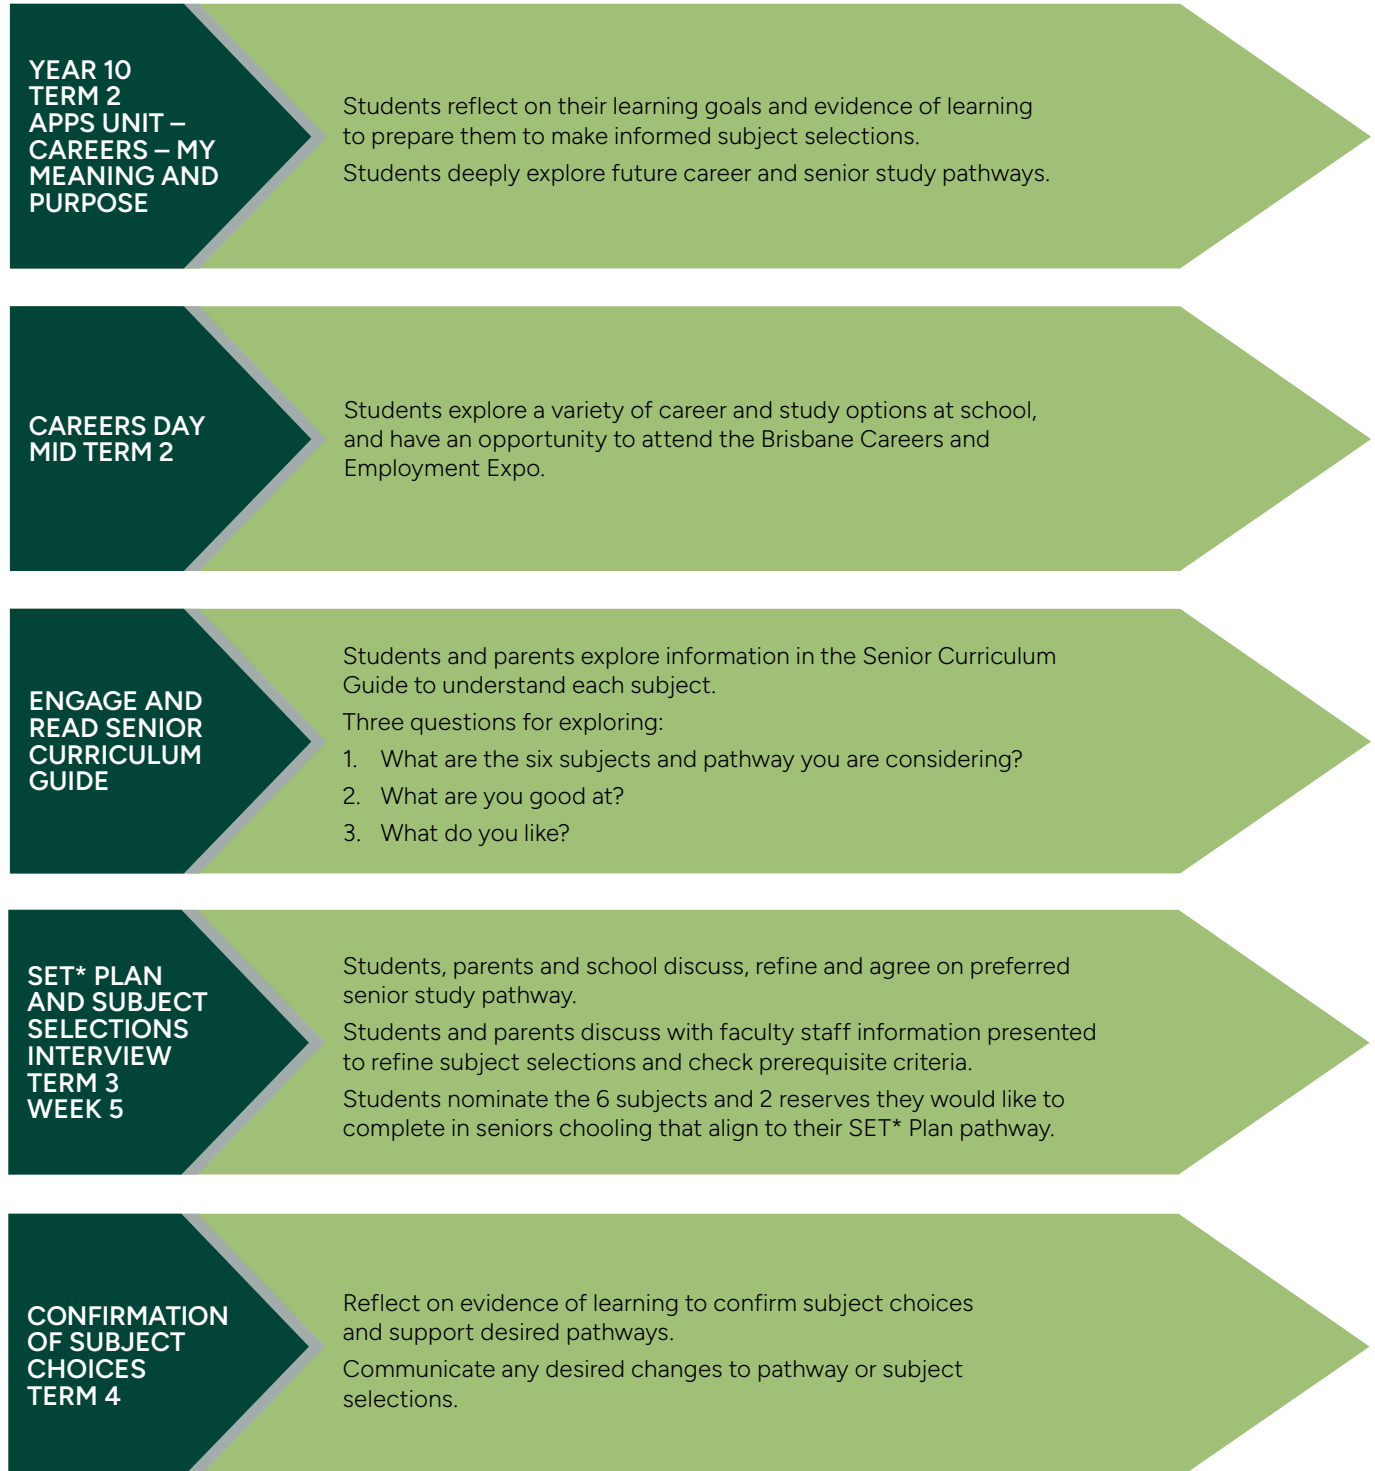 YEAR 10
TERM 2
APPS UNIT –
CAREERS – MY
MEANING AND
PURPOSE
Students reflect on their learning goals and evidence of learning
to prepare them to make informed subject selections.
Students deeply explore future career and senior study pathways.
CAREERS DAY
MID TERM 2
Students explore a variety of career and study options at school,
and have an opportunity to attend the Brisbane Careers and
Employment Expo.
ENGAGE AND
READ SENIOR
CURRICULUM
GUIDE
Students and parents explore information in the Senior Curriculum
Guide to understand each subject.
Three questions for exploring:
1. What are the six subjects and pathway you are considering?
2. What are you good at?
3. What do you like?
SET* PLAN
AND SUBJECT
SELECTIONS
INTERVIEW
TERM 3
WEEK 5
Students, parents and school discuss, refine and agree on preferred
senior study pathway.
Students and parents discuss with faculty staff information presented
to refine subject selections and check prerequisite criteria.
Students nominate the 6 subjects and 2 reserves they would like to
complete in seniors chooling that align to their SET* Plan pathway.
CONFIRMATION
OF SUBJECT
CHOICES
TERM 4
Reflect on evidence of learning to confirm subject choices
and support desired pathways.
Communicate any desired changes to pathway or subject
selections.